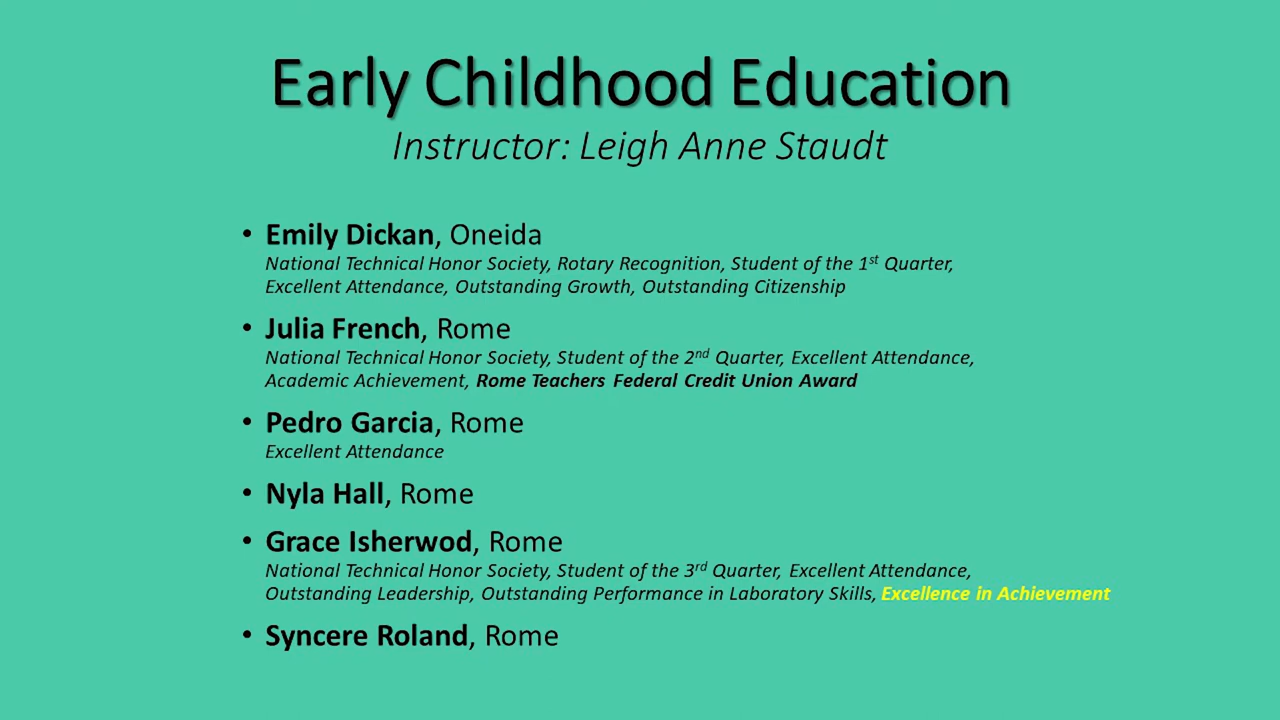 Early Childhood Education
Instructor: Leigh Anne Staudt
• Emily Dickan, Oneida
National Technical Honor Society, Rotary Recognition, Student of the 1st Quarter,
Excellent Attendance, Outstanding Growth, Outstanding Citizenship
• Julia French, Rome
National Technical Honor Society, Student of the 2nd Quarter, Excellent Attendance,
Academic Achievement, Rome Teachers Federal Credit Union Award
• Pedro Garcia, Rome
Excellent Attendance
• Nyla Hall, Rome
• Grace Isherwod, Rome
National Technical Honor Society, Student of the 3rd Quarter, Excellent Attendance,
Outstanding Leadership, Outstanding Performance in Laboratory Skills, Excellence in Achievement
• Syncere Roland, Rome